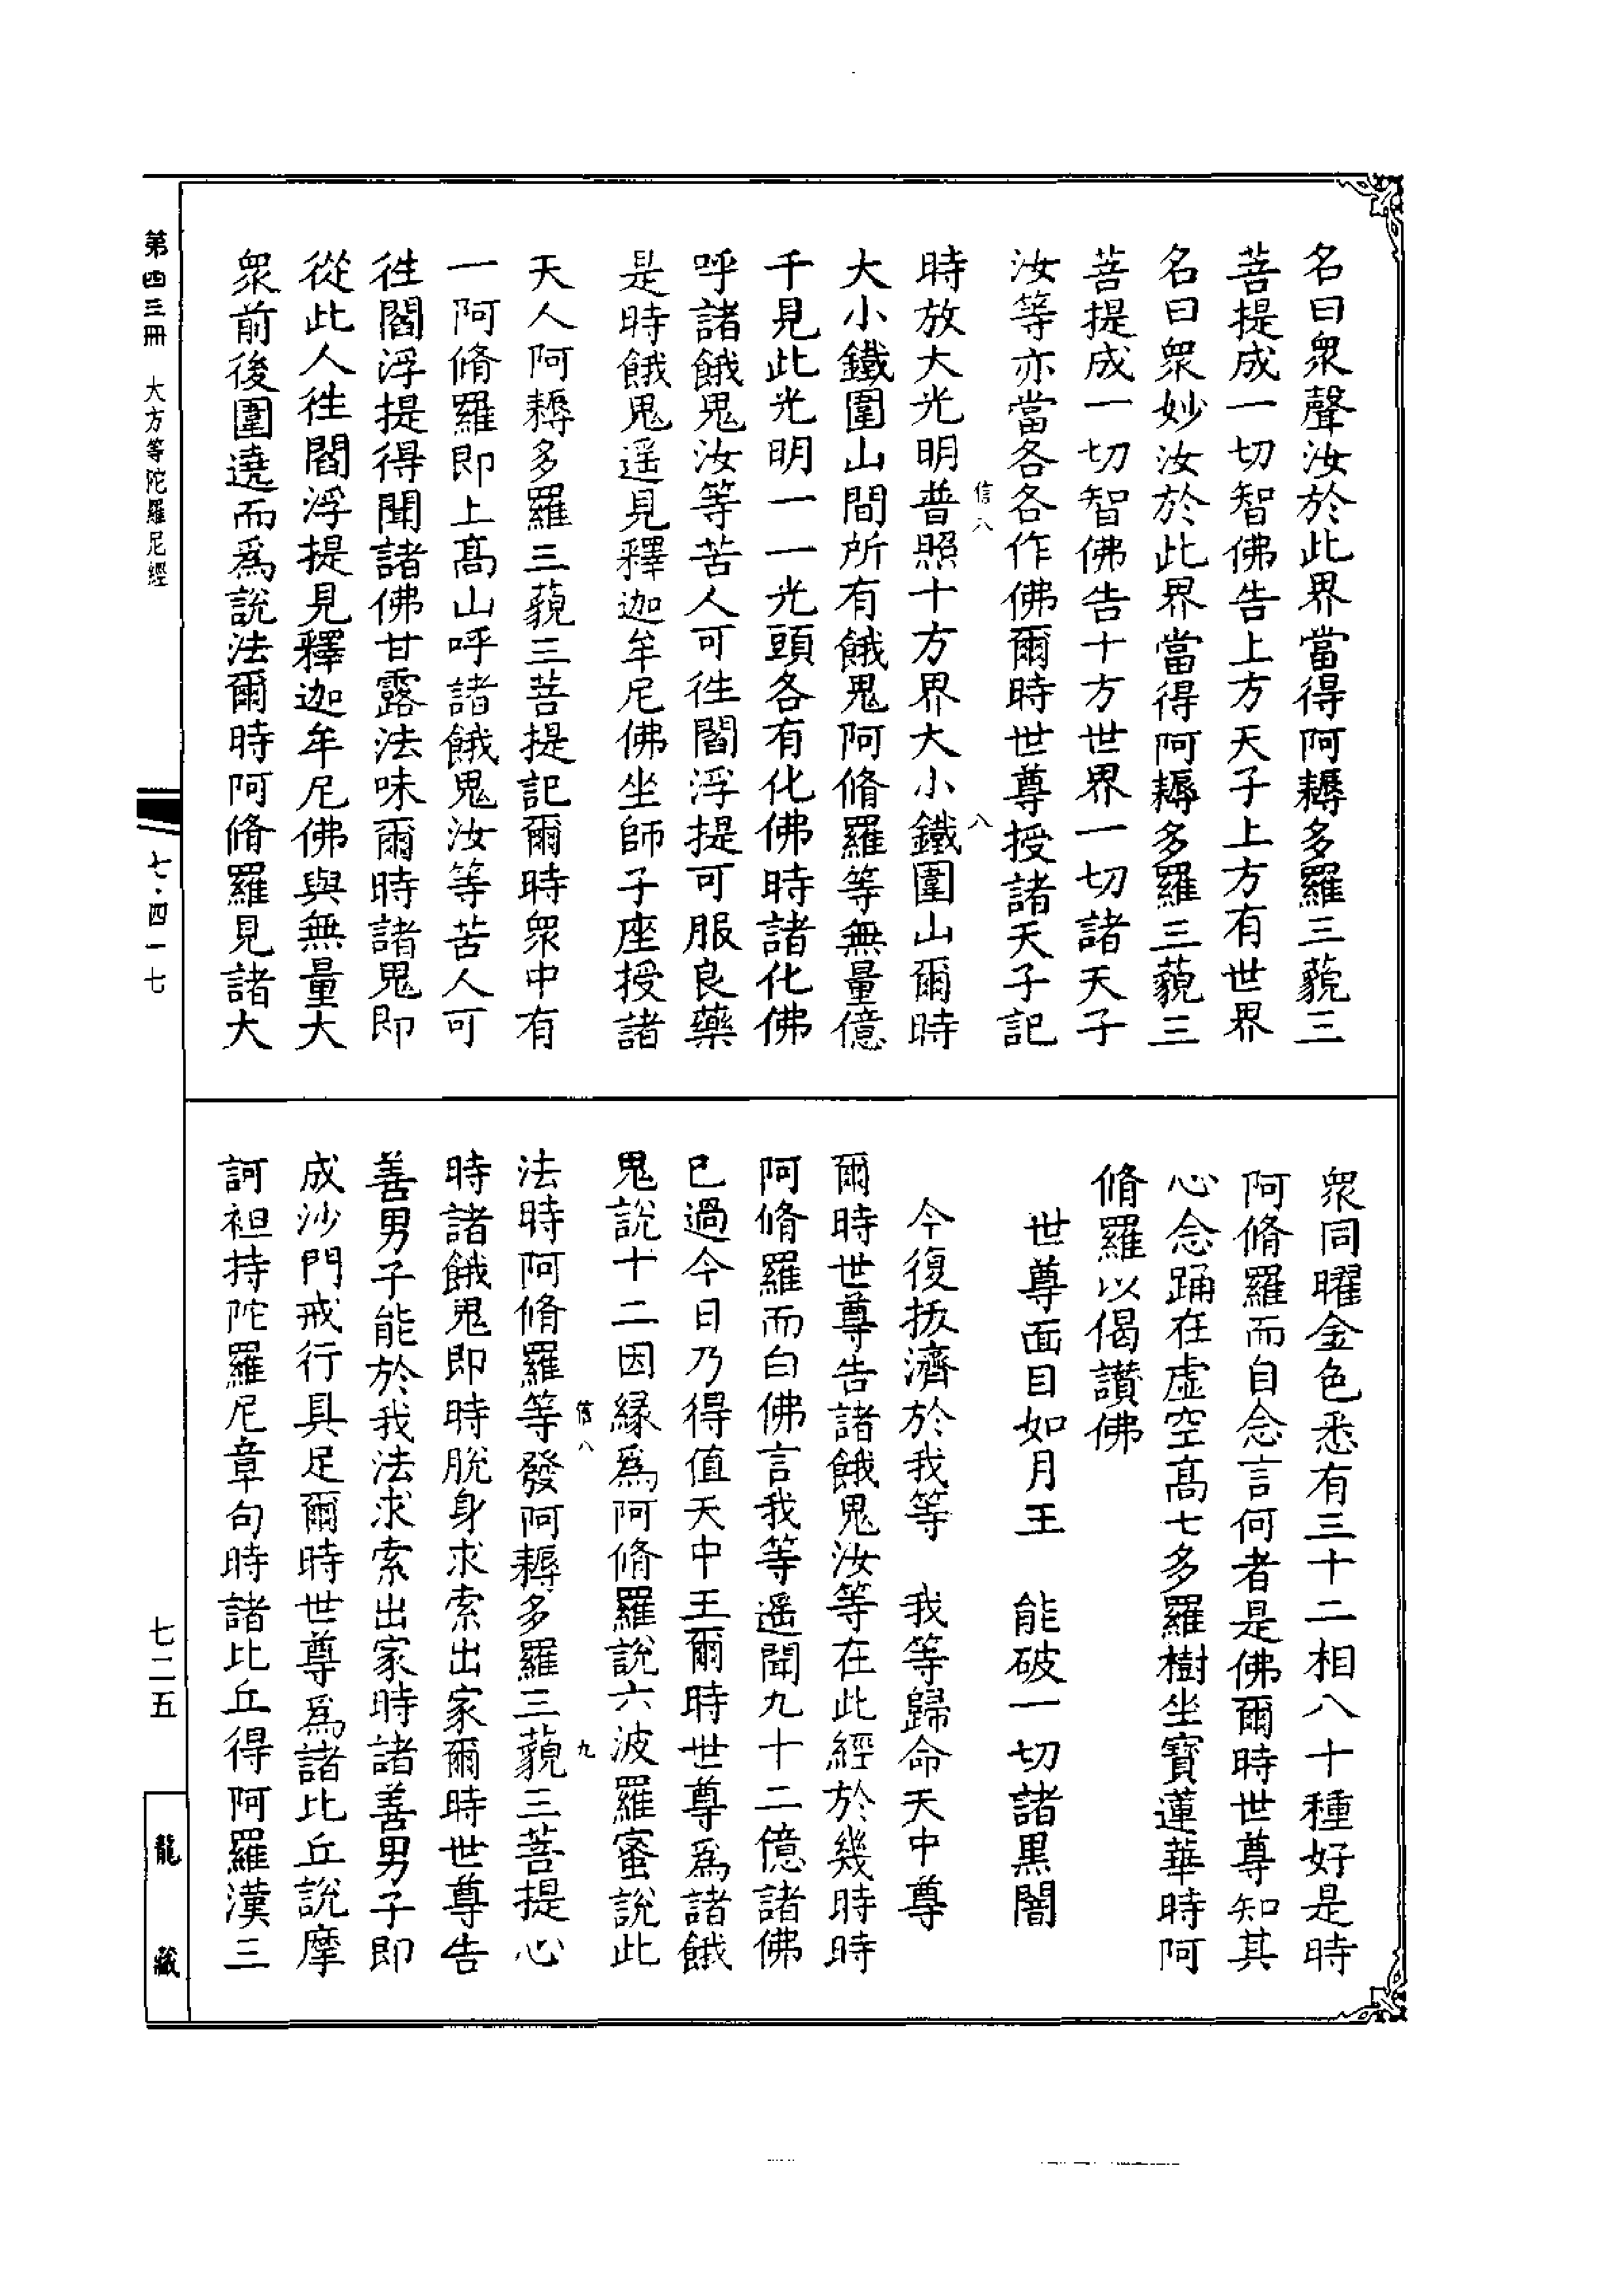 名曰衆聲汝於此界當得阿耨多羅三藐三
菩提成一切智佛告上方天子上方有世界
名曰衆妙汝於此界當得阿耨多羅三藐三
菩提成一切智佛告十方世界一切諸天子
汝等亦當各各作佛爾時世尊授諸天子記
信八
八
時放大光明普照十方界大小鐵圍山爾時
大小鐵圍山間所有餓鬼阿脩羅等無量億
千見此光明一一光頭各有化佛時諸化佛
呼諸餓鬼汝等苦人可往閻浮提可服良藥
是時餓鬼遥見釋迦牟尼佛坐師子座授諸
天人阿耨多羅三藐三菩提記爾時衆中有
一阿脩羅即上髙山呼諸餓鬼汝等苦人可
往閻浮提得聞諸佛甘露法味爾時諸鬼即
從此人往閻浮提見釋迦牟尼佛與無量大
衆前後圍遶而爲説法爾時阿脩羅見諸大
衆同曜金色悉有三十二相八十種好是時
阿脩羅而自念言何者是佛爾時世尊知其
心念踊在虚空髙七多羅樹坐寶蓮華時阿
脩羅以偈讚佛
世尊面目如月王　能破一切諸黒闇
今復拔濟於我等　我等歸命天中尊
爾時世尊告諸餓鬼汝等在此經於幾時時
阿脩羅而白佛言我等遥聞九十二億諸佛
已過今日乃得值天中王爾時世尊爲諸餓
鬼説十二因縁爲阿脩羅説六波羅蜜説此
信八
九
法時阿脩羅等發阿耨多羅三藐三菩提心
時諸餓鬼即時脱身求索出家爾時世尊告
善男子能於我法求索出家時諸善男子即
成沙門戒行具足爾時世尊爲諸比丘説摩
訶袒持陀羅尼章句時諸比丘得阿羅漢三
第四三冊　大方等陀羅尼經
七·四一七
七二五
龍藏